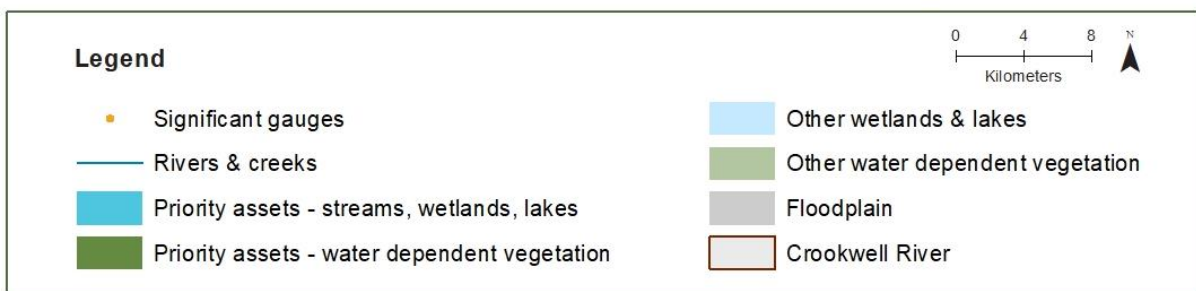 Legend
0 4 8
Kilometers
N
Significant gauges
Rivers & creeks
Priority assets - streams, wetlands, lakes
Priority assets - water dependent vegetation
Other wetlands & lakes
Other water dependent vegetation
Floodplain
Crookwell River